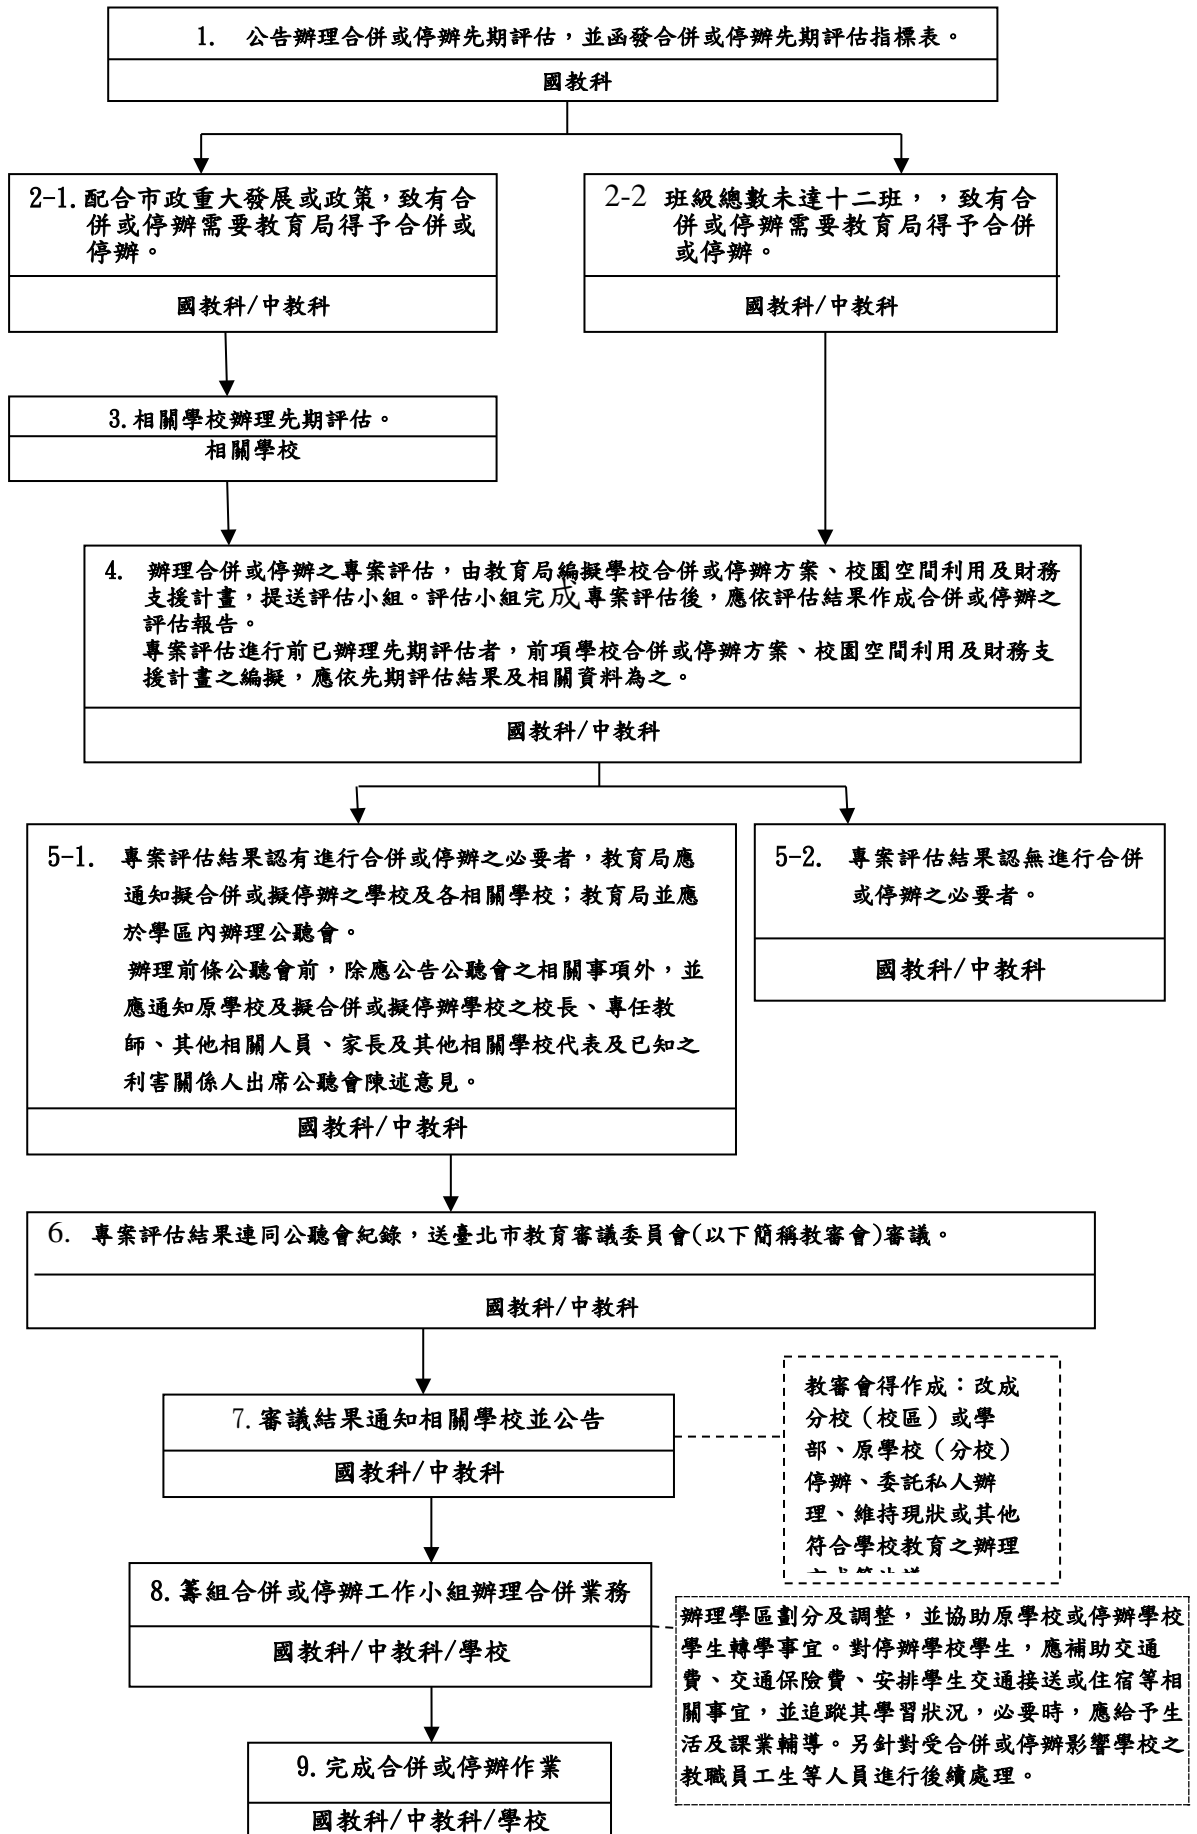 1. 公告辦理合併或停辦先期評估，並函發合併或停辦先期評估指標表。
國教科
2-1.配合市政重大發展或政策，致有合
併或停辦需要教育局得予合併或
停辦。
國教科/中教科
2-2 班級總數未達十二班，，致有合
併或停辦需要教育局得予合併
或停辦。
國教科/中教科
3.相關學校辦理先期評估。
相關學校
4. 辦理合併或停辦之專案評估，由教育局編擬學校合併或停辦方案、校園空間利用及財務
支援計畫，提送評估小組。評估小組完成專案評估後，應依評估結果作成合併或停辦之
評估報告。
專案評估進行前已辦理先期評估者，前項學校合併或停辦方案、校園空間利用及財務支
援計畫之編擬，應依先期評估結果及相關資料為之。
國教科/中教科
5-1. 專案評估結果認有進行合併或停辦之必要者，教育局應
通知擬合併或擬停辦之學校及各相關學校；教育局並應
於學區內辦理公聽會。
辦理前條公聽會前，除應公告公聽會之相關事項外，並
應通知原學校及擬合併或擬停辦學校之校長、專任教
師、其他相關人員、家長及其他相關學校代表及已知之
利害關係人出席公聽會陳述意見。
國教科/中教科
5-2. 專案評估結果認無進行合併
或停辦之必要者。
國教科/中教科
6. 專案評估結果連同公聽會紀錄，送臺北市教育審議委員會(以下簡稱教審會)審議。
國教科/中教科
7.審議結果通知相關學校並公告
國教科/中教科
教審會得作成：改成
分校（校區）或學
部、原學校（分校）
停辦、委託私人辦
理、維持現狀或其他
符合學校教育之辦理
8.籌組合併或停辦工作小組辦理合併業務
國教科/中教科/學校
辦理學區劃分及調整，並協助原學校或停辦學校
學生轉學事宜。對停辦學校學生，應補助交通
費、交通保險費、安排學生交通接送或住宿等相
關事宜，並追蹤其學習狀況，必要時，應給予生
活及課業輔導。另針對受合併或停辦影響學校之
教職員工生等人員進行後續處理。
9.完成合併或停辦作業
國教科/中教科/學校